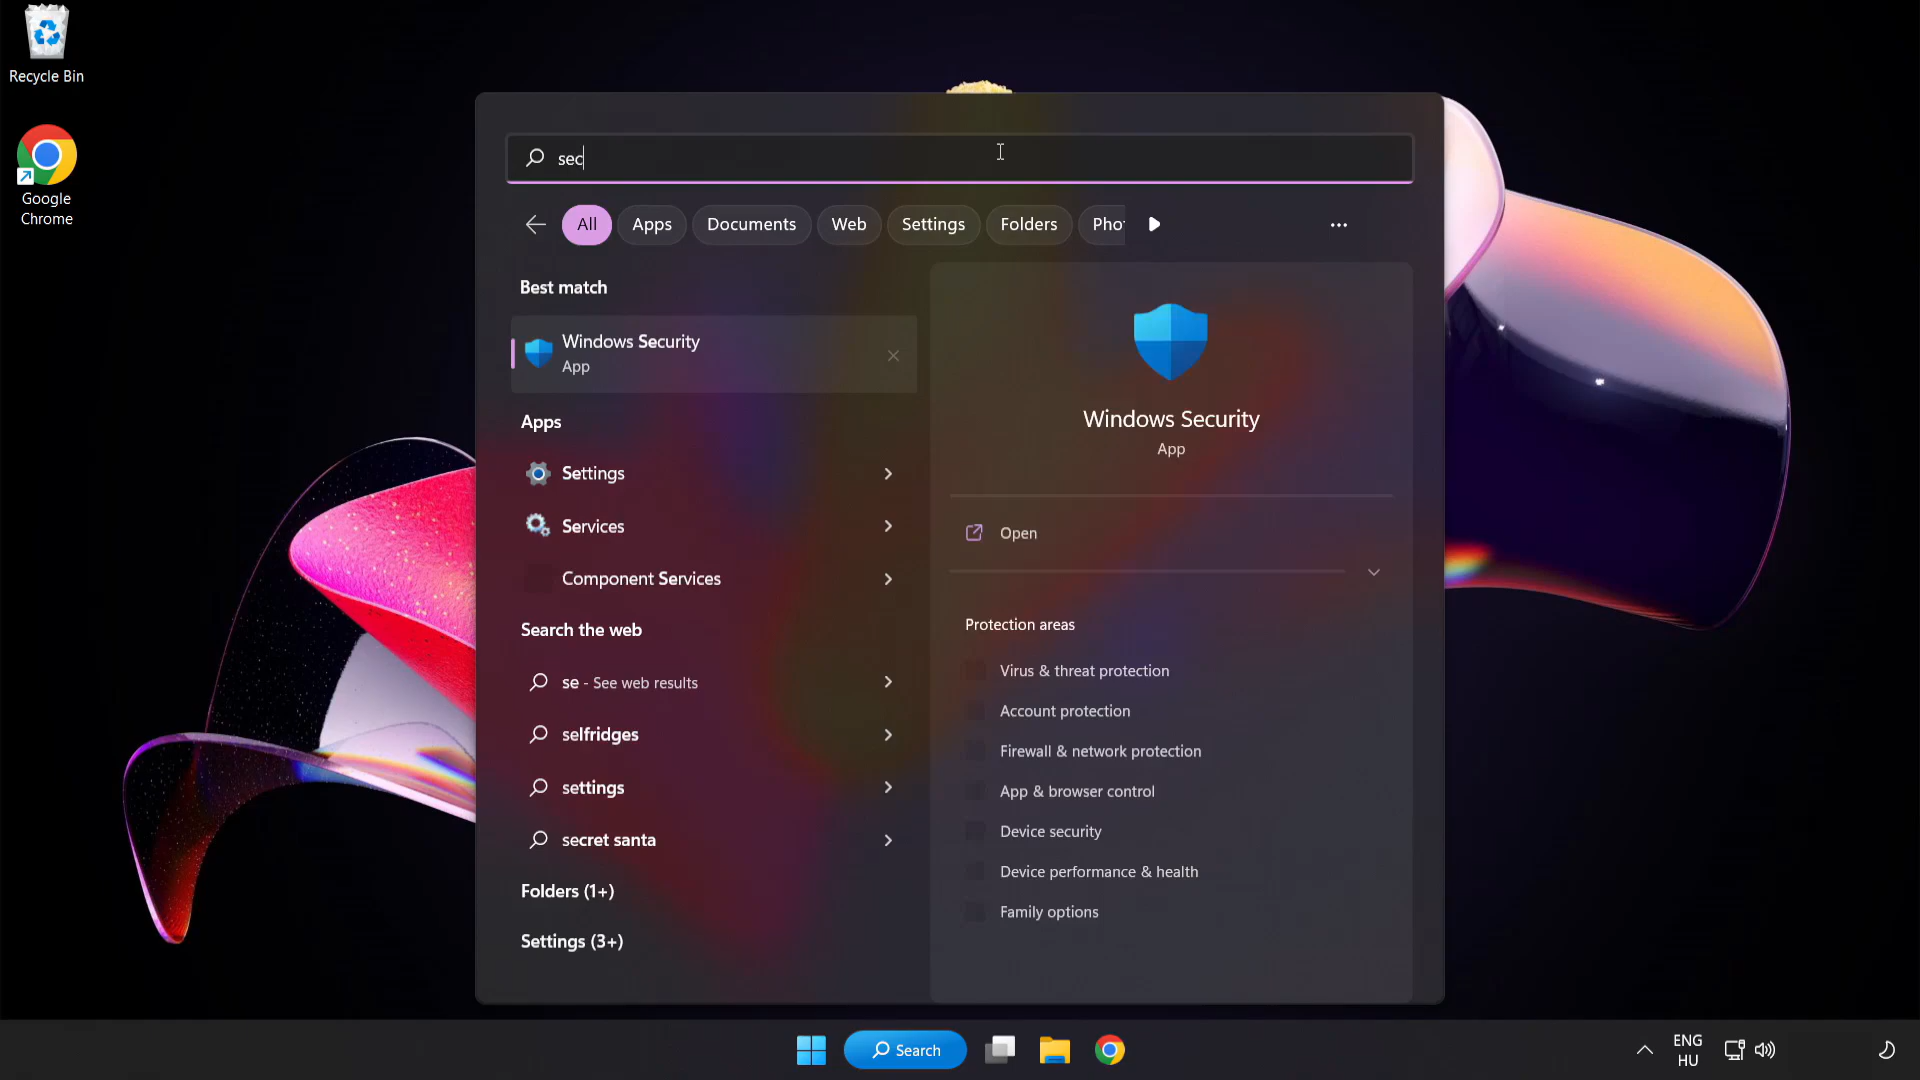 Recycle Bin
Google
Chrome
sec
All
Apps
Documents
Web
Settings
Folders
Best match
Windows Security
App
Apps
Settings
Services
Component Services
Search the web
se - See web results
selfridges
settings
secret santa
Folders (1+)
Settings (3+)
Windows Security
App
Open
Protection areas
Virus & threat protection
Account protection
Firewall & network protection
App & browser control
Device security
Device performance & health
Family options
Search
ENG
HU